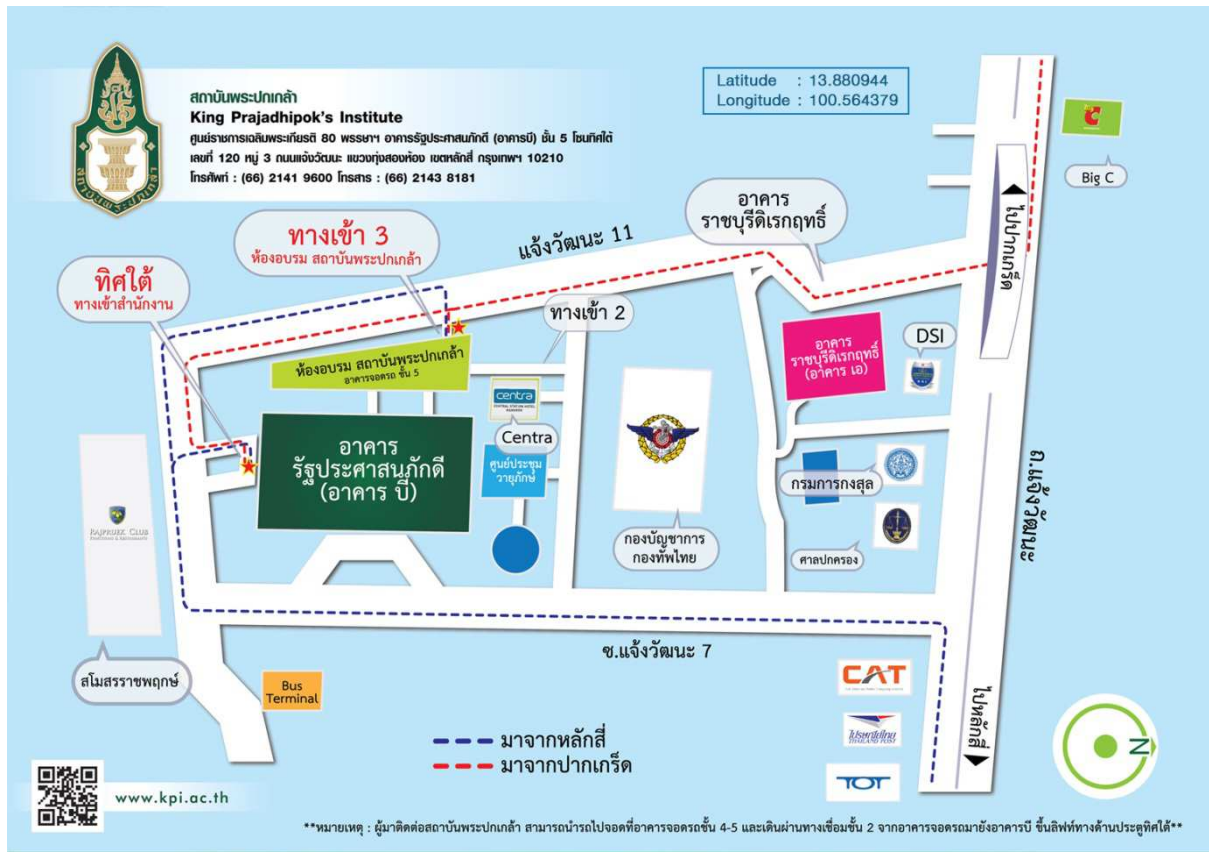 สถาบันพระปกเกล้า
King Prajadhipok's Institute
ศูนย์ราชการเฉลิมพระเกียรติ 80 พรรษาฯ อาคารรัฐประศาสนภักดี (อาคารบี) ชั้น 5 โซนทิศใต้
เลขที่ 120 หมู่ 3 ถนนแจ้งวัฒนะ แขวงทุ่งสองห้อง เขตหลักสี่ กรุงเทพฯ 10210
โทรศัพท์ : (66) 2141 9600 โทรสาร : (66) 2143 8181
สถาบันพระปกเกล้า
Latitude : 13.880944
Longitude : 100.564379
Big C
ไปปากเกร็ด
อาคาร
ราชบุรีดิเรกฤทธิ์
แจ้งวัฒนะ 11
ทางเข้า 3
ห้องอบรม สถาบันพระปกเกล้า
ทิศใต้
ทางเข้าสำนักงาน
ทางเข้า 2
ห้องอบรม สถาบันพระปกเกล้า
อาคารจอดรถ ชั้น 5
อาคาร
ราชบุรีดิเรกฤทธิ์
(อาคาร เอ)
DSI
centra
Centra
อาคาร
รัฐประศาสนภักดี
(อาคาร บี)
ศูนย์ประชุม
วายุภักษ์
กรมการกงสุล
ถ.แจ้งวัฒนะ
RAJPRUEK CLUB
กองบัญชาการ
กองทัพไทย
ศาลปกครอง
ซ.แจ้งวัฒนะ 7
สโมสรราชพฤกษ์
Bus
Terminal
CAT
ไปรษณีย์ไทย
THAILAND POST
TOT
ไปหลักสี่
N
มาจากหลักสี่
มาจากปากเกร็ด
www.kpi.ac.th
**หมายเหตุ : ผู้มาติดต่อสถาบันพระปกเกล้า สามารถนำรถไปจอดที่อาคารจอดรถชั้น 4-5 และเดินผ่านทางเชื่อมชั้น 2 จากอาคารจอดรถมายังอาคารบี ขึ้นลิฟท์ทางด้านประตูทิศใต้**